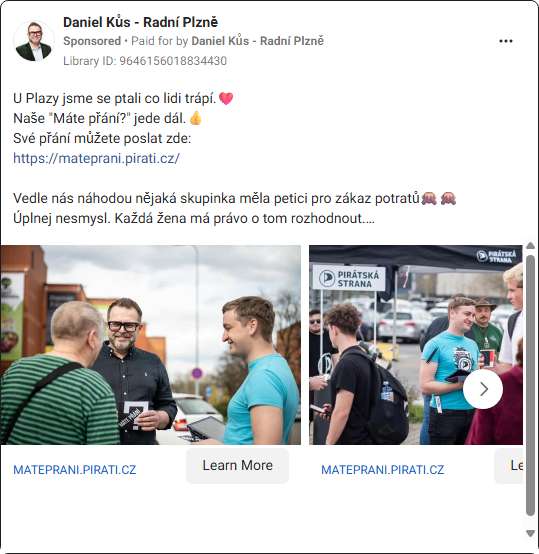 Daniel Kůs - Radní Plzně
Sponsored • Paid for by Daniel Kůs - Radní Plzně
Library ID: 9646156018834430
U Plazy jsme se ptali co lidi trápí.
Naše "Máte přání?" jede dál.
Své přání můžete poslat zde:
https://mateprani.pirati.cz/
Vedle nás náhodou nějaká skupinka měla petici pro zákaz potratů
Úplnej nesmysl. Každá žena má právo o tom rozhodnout....
MÁTE PŘÁNÍ
PIRÁTSKÁ
STRANA
PIRÁTSKÁ
STRANA
MATEPRANI.PIRATI.CZ
Learn More
MATEPRANI.PIRATI.CZ
Le